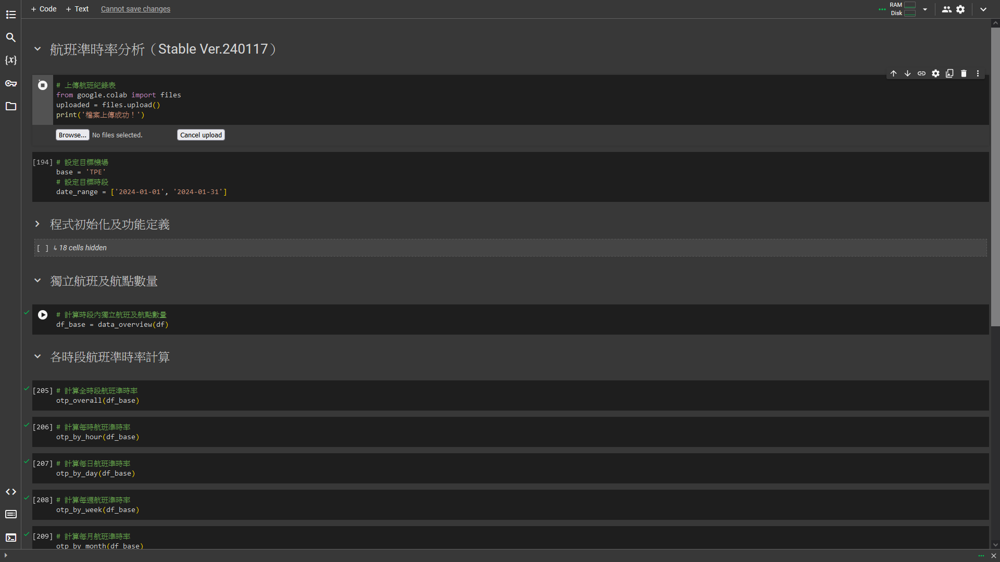 + Code + Text Cannot save changes
RAM
Disk
航班準時率分析（Stable Ver.240117）
# 上傳航班紀錄表
from google.colab import files
uploaded = files.upload()
print('檔案上傳成功！')
Browse... No files selected. Cancel upload
[194] # 設定目標機場
base = 'TPE'
# 設定目標時段
date_range = ['2024-01-01', '2024-01-31']
程式初始化及功能定義
[ ] ↳ 18 cells hidden
獨立航班及航點數量
# 計算時段內獨立航班及航點數量
df_base = data_overview(df)
各時段航班準時率計算
[205] # 計算全時段航班準時率
otp_overall(df_base)
[206] # 計算每時航班準時率
otp_by_hour(df_base)
[207] # 計算每日航班準時率
otp_by_day(df_base)
[208] # 計算每週航班準時率
otp_by_week(df_base)
[209] # 計算每月航班準時率
otp_by_month(df_base)